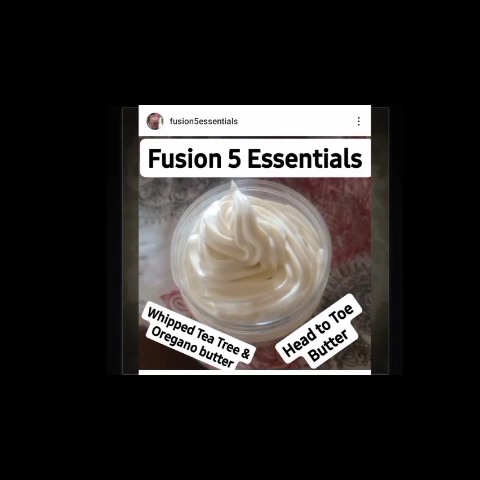 fusion5essentials
Fusion 5 Essentials
Whipped Tea Tree &
Oregano butter
Head to Toe
Butter